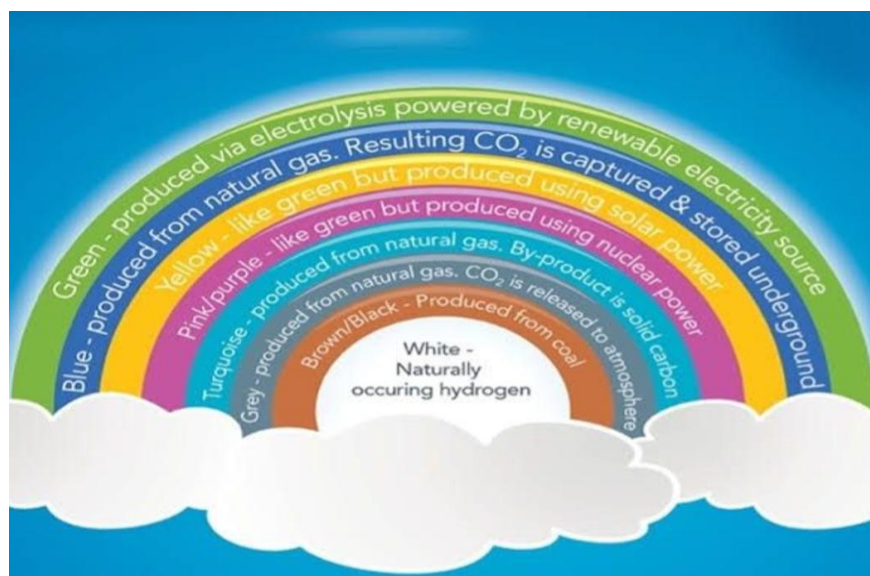 Green - produced via electrolysis powered by renewable electricity source
Blue - produced from natural gas. Resulting CO₂ is captured & stored underground
Yellow - like green but produced using solar power
Pink/purple - like green but produced using nuclear power
Turquoise - produced from natural gas. By-product is solid carbon
Grey - produced from natural gas. CO₂ is released to atmosphere
Brown/Black - Produced from coal
White -
Naturally
occuring hydrogen